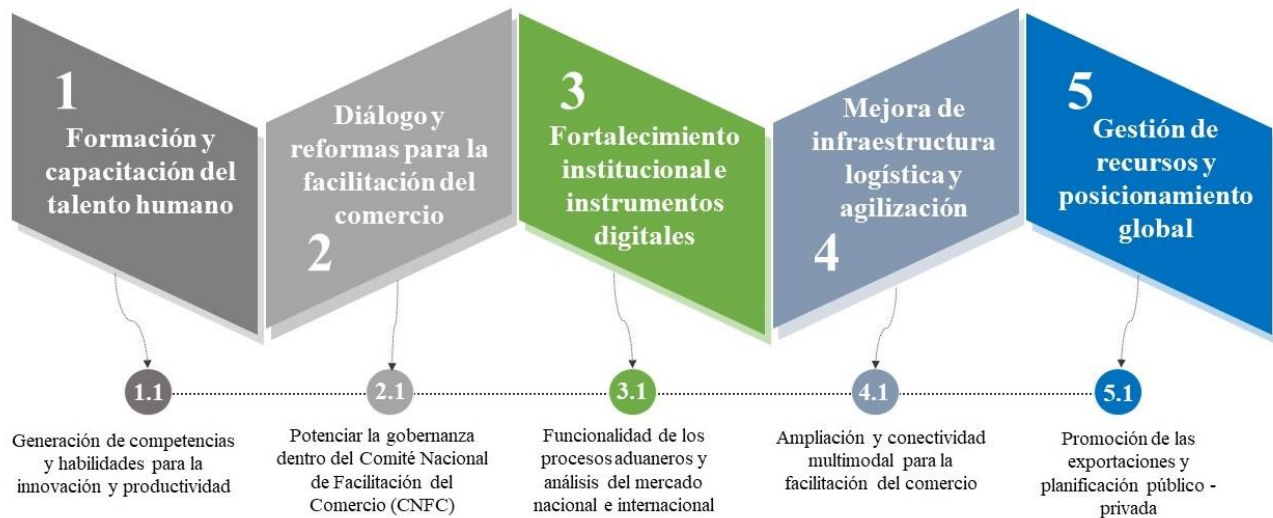 1
Formación y
capacitación del
talento humano
Diálogo y
reformas para la
facilitación del
comercio
2
3
Fortalecimiento
institucional e
instrumentos
digitales
Mejora de
infraestructura
logística y
agilización
4
5
Gestión de
recursos y
posicionamiento
global
1.1
Generación de competencias
y habilidades para la
innovación y productividad
2.1
Potenciar la gobernanza
dentro del Comité Nacional
de Facilitación del
Comercio (CNFC)
3.1
Funcionalidad de los
procesos aduaneros y
análisis del mercado
nacional e internacional
4.1
Ampliación y conectividad
multimodal para la
facilitación del comercio
5.1
Promoción de las
exportaciones y
planificación público -
privada